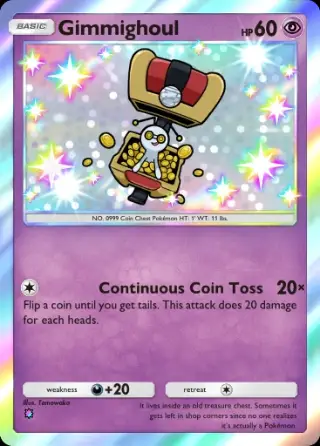 BASIC Gimmighoul HP60
NO. 0999 Coin Chest Pokémon HT: 1' WT: 11 lbs.
Continuous Coin Toss 20×
Flip a coin until you get tails. This attack does 20 damage
for each heads.
weakness +20 retreat
Illus. Tomowaka
It lives inside an old treasure chest. Sometimes it
gets left in shop corners since no one realizes
it's actually a Pokémon.